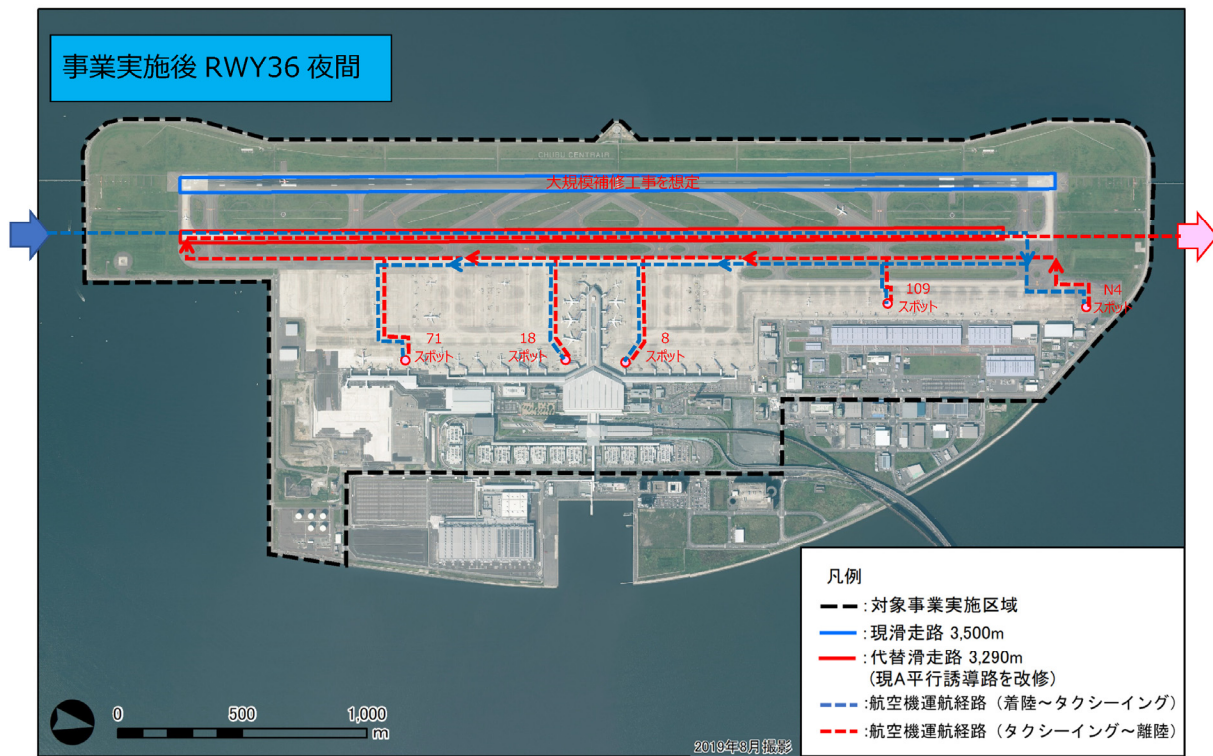 事業実施後 RWY36 夜間
CHUBU CENTRAIR
大規模補修工事を想定
109
スポット
N4
スポット
71
スポット
18
スポット
8
スポット
凡例
:対象事業実施区域
:現滑走路 3,500m
:代替滑走路 3,290m
(現A平行誘導路を改修)
:航空機運航経路（着陸～タクシーイング）
:航空機運航経路（タクシーイング～離陸）
0 500 1,000
m
2019年8月撮影